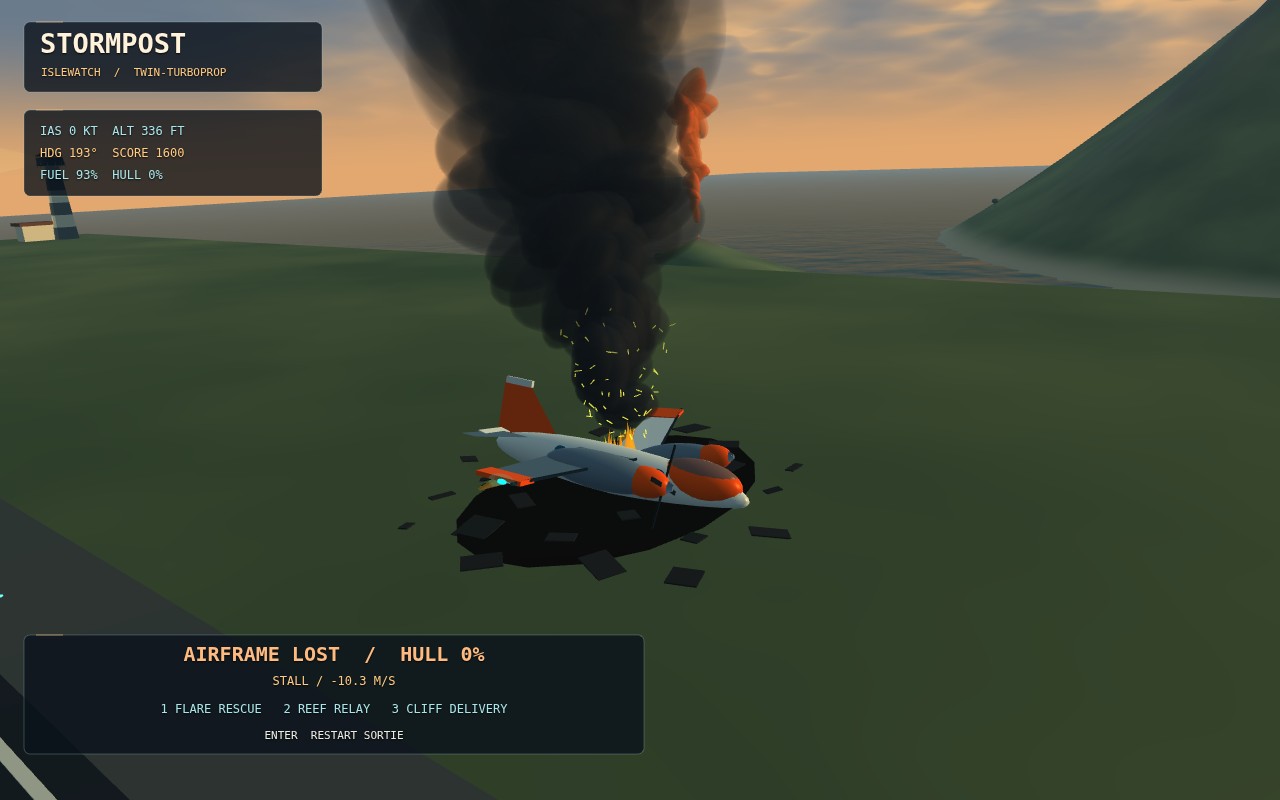 STORMPOST
ISLEWATCH / TWIN-TURBOPROP
IAS 0 KT ALT 336 FT
HDG 193° SCORE 1600
FUEL 93% HULL 0%
AIRFRAME LOST / HULL 0%
STALL / -10.3 M/S
1 FLARE RESCUE 2 REEF RELAY 3 CLIFF DELIVERY
ENTER RESTART SORTIE